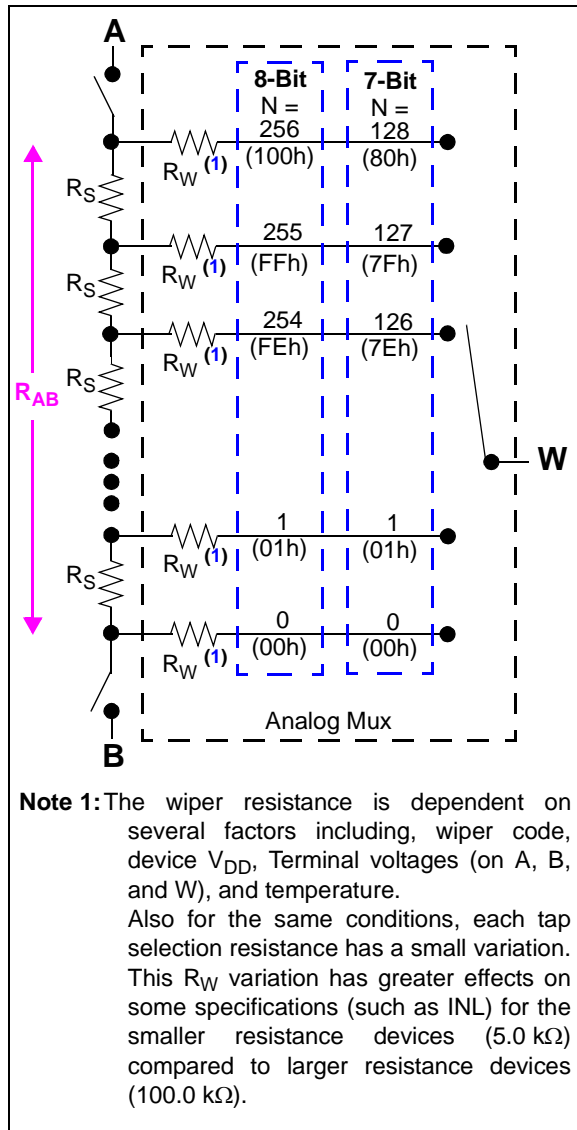 A
8-Bit
N =
7-Bit
N =
256
(100h)
128
(80h)
RW (1)
RS
255
(FFh)
127
(7Fh)
RW (1)
RS
254
(FEh)
126
(7Eh)
RW (1)
RS
RAB
W
1
(01h)
1
(01h)
RW (1)
RS
0
(00h)
0
(00h)
RW (1)
Analog Mux
B
Note 1: The wiper resistance is dependent on
several factors including, wiper code,
device VDD, Terminal voltages (on A, B,
and W), and temperature.
Also for the same conditions, each tap
selection resistance has a small variation.
This RW variation has greater effects on
some specifications (such as INL) for the
smaller resistance devices (5.0 kΩ)
compared to larger resistance devices
(100.0 kΩ).